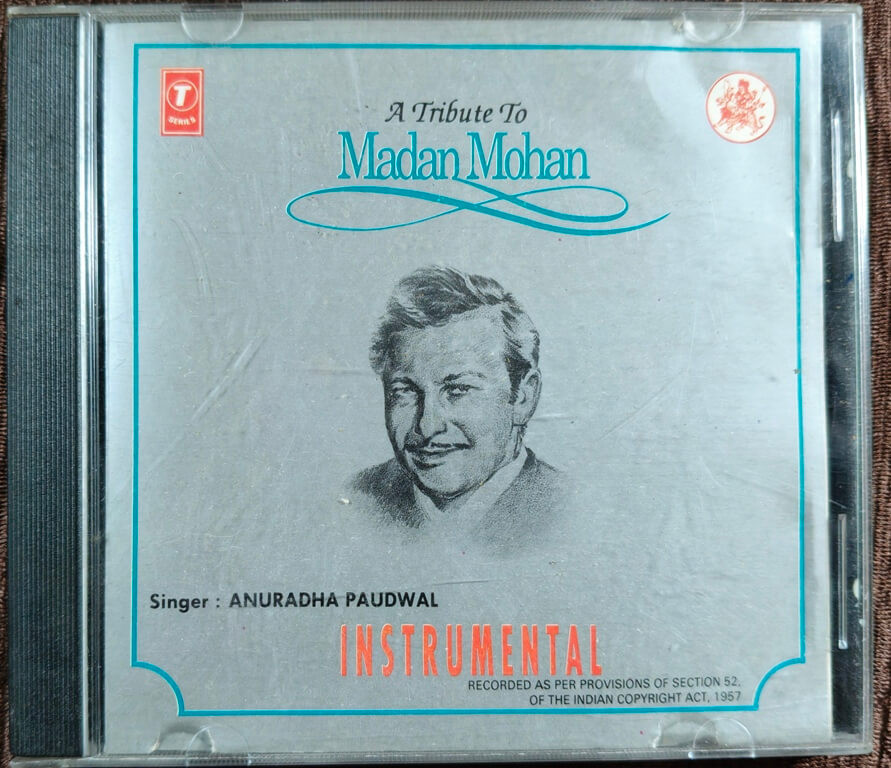 T
SERIES
A Tribute To
Madan Mohan
Singer : ANURADHA PAUDWAL
INSTRUMENTAL
RECORDED AS PER PROVISIONS OF SECTION 52,
OF THE INDIAN COPYRIGHT ACT, 1957